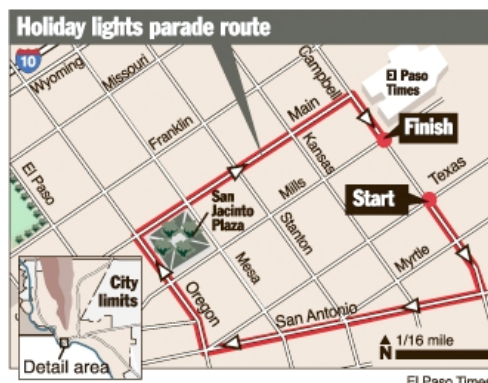 Holiday lights parade route
10
Wyoming
Missouri
Campbell
El Paso
Times
Franklin
Main
Kansas
Finish
El Paso
San
Jacinto
Plaza
Mills
Texas
Start
Stanton
Mesa
Myrtle
Oregon
San Antonio
City
limits
Detail area
N
1/16 mile
El Paso Times